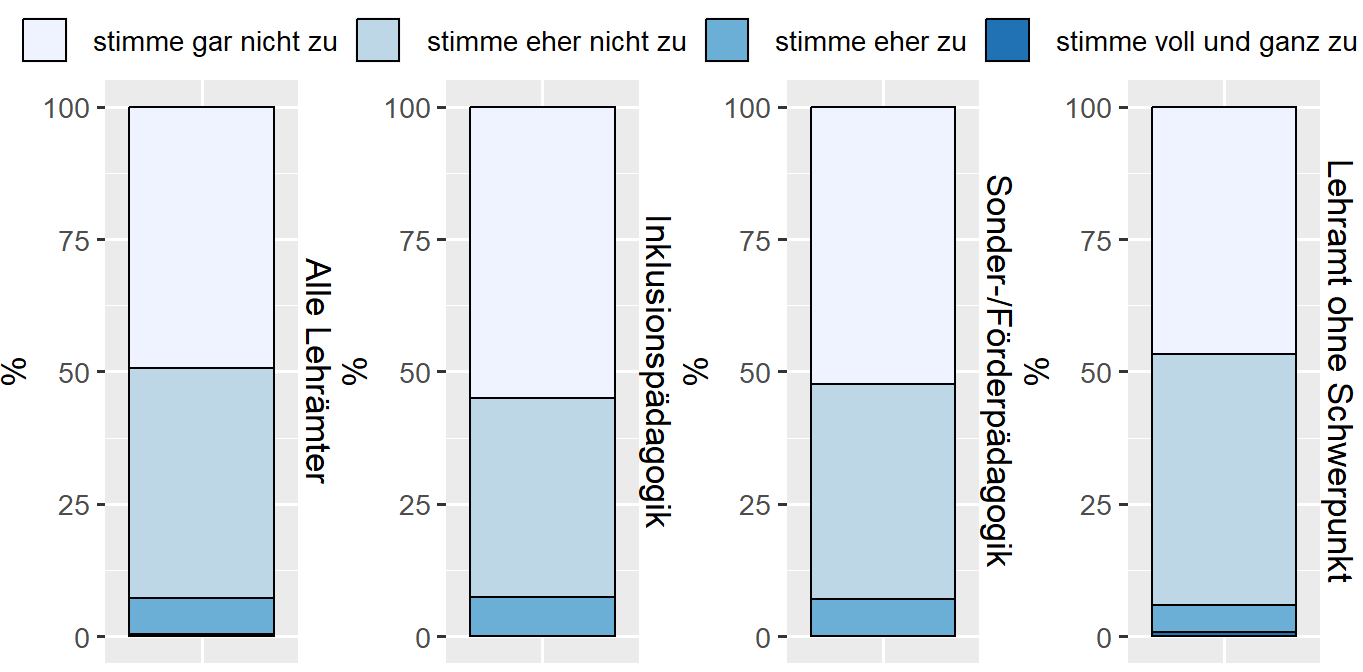 stimme gar nicht zu stimme eher nicht zu stimme eher zu stimme voll und ganz zu
100 100 100 100
75 75 75 75
50 50 50 50
25 25 25 25
0 0 0 0
%
Alle Lehrämter
%
Inklusionspädagogik
%
Sonder-/Förderpädagogik
%
Lehramt ohne Schwerpunkt